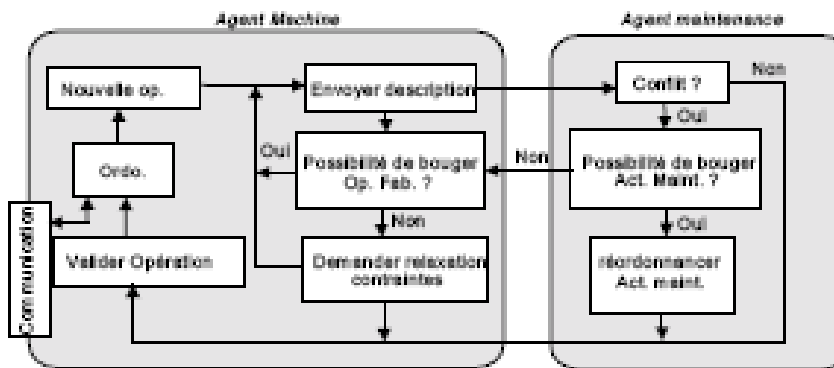 Agent Machine
Agent maintenance
Nouvelle op.
Envoyer description
Conflit ?
Non
Oui
Ordo.
Oui
Possibilité de bouger
Op. Fab. ?
Non
Possibilité de bouger
Act. Maint. ?
Communication
Valider Opération
Non
Demander relaxation
contraintes
Oui
réordonnancer
Act. maint.